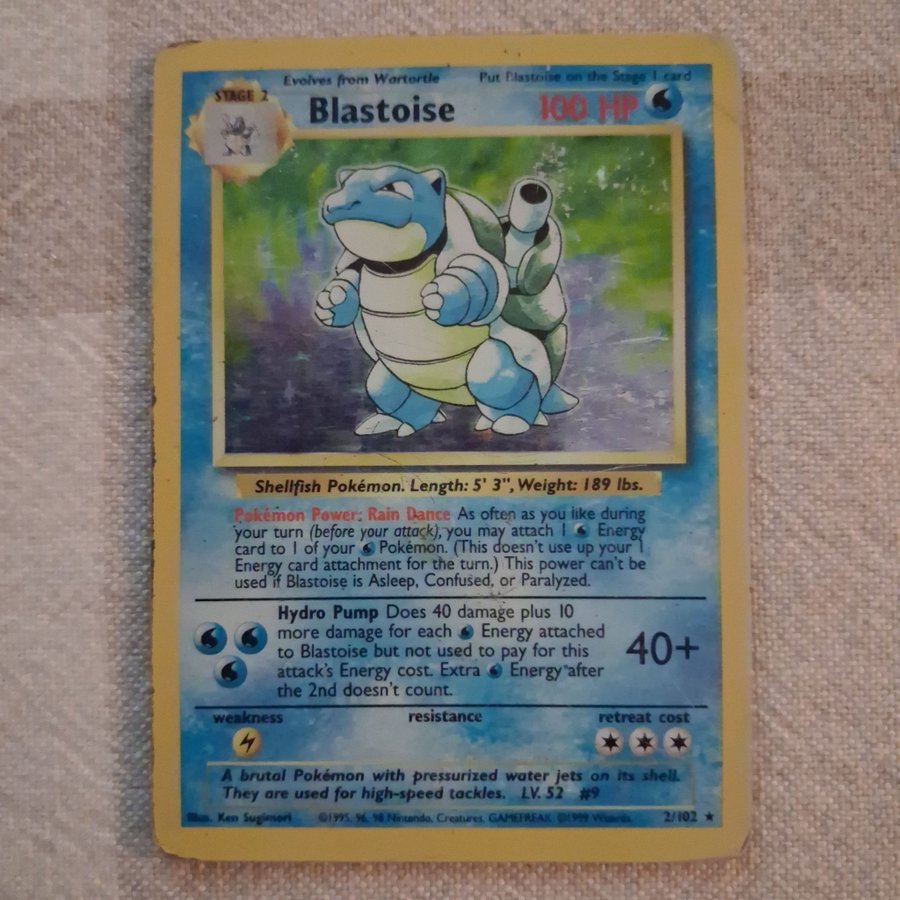 Evolves from Wartortle Put Blastoise on the Stage 1 card
STAGE 2
Blastoise 100 HP
Shellfish Pokémon. Length: 5' 3", Weight: 189 lbs.
Pokémon Power: Rain Dance As often as you like during
your turn (before your attack), you may attach 1 Energy
card to 1 of your Pokémon. (This doesn't use up your 1
Energy card attachment for the turn.) This power can't be
used if Blastoise is Asleep, Confused, or Paralyzed.
Hydro Pump Does 40 damage plus 10
more damage for each Energy attached
to Blastoise but not used to pay for this
attack's Energy cost. Extra Energy after
the 2nd doesn't count.
40+
weakness resistance retreat cost
A brutal Pokémon with pressurized water jets on its shell.
They are used for high-speed tackles. LV. 52 #9
Illus. Ken Sugimori ©1995, 96, 98 Nintendo, Creatures, GAMEFREAK. ©1999 Wizards. 2/102 ★